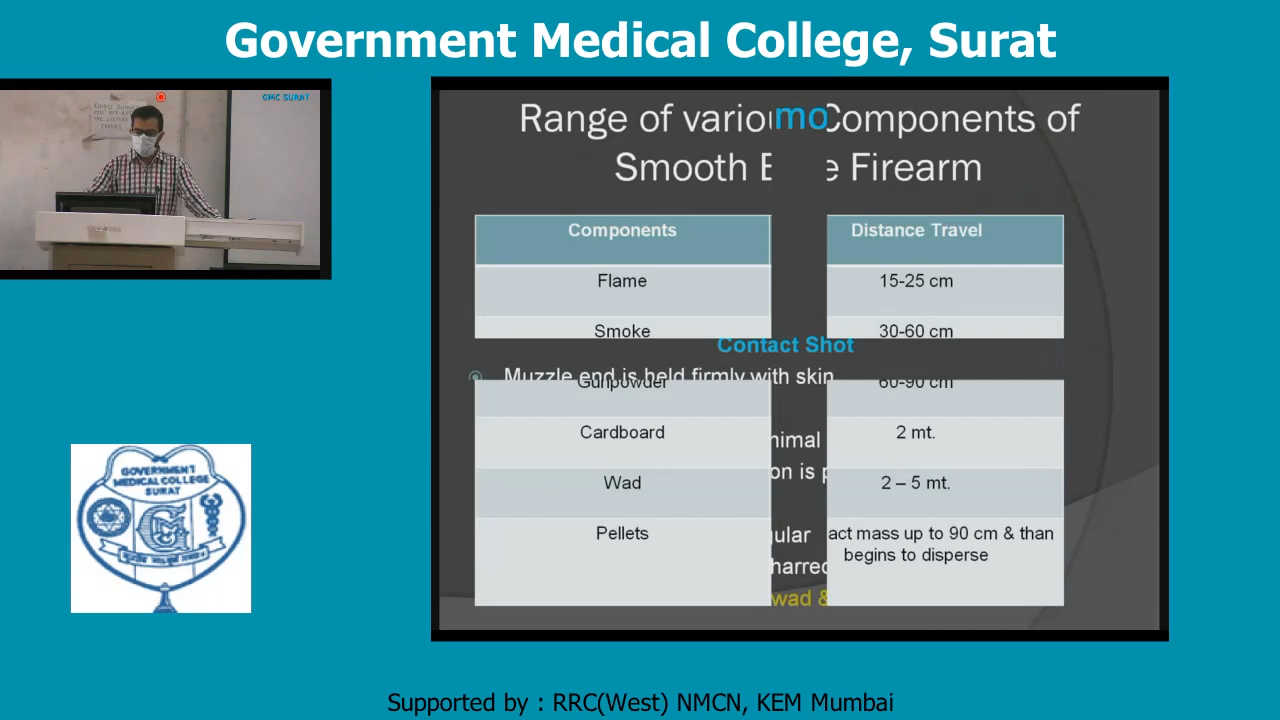 Government Medical College, Surat
GMC SURAT
Range of mo Components of
Smooth Firearm
Components Distance Travel
Flame 15-25 cm
Smoke 30-60 cm
Contact Shot
Muzzle end is held firmly with skin
Gunpowder 60-90 cm
Cardboard 2 mt.
Wad 2 – 5 mt.
Pellets act mass up to 90 cm & than
begins to disperse
wad &
GOVERNMENT
MEDICAL COLLEGE
SURAT
Supported by : RRC(West) NMCN, KEM Mumbai